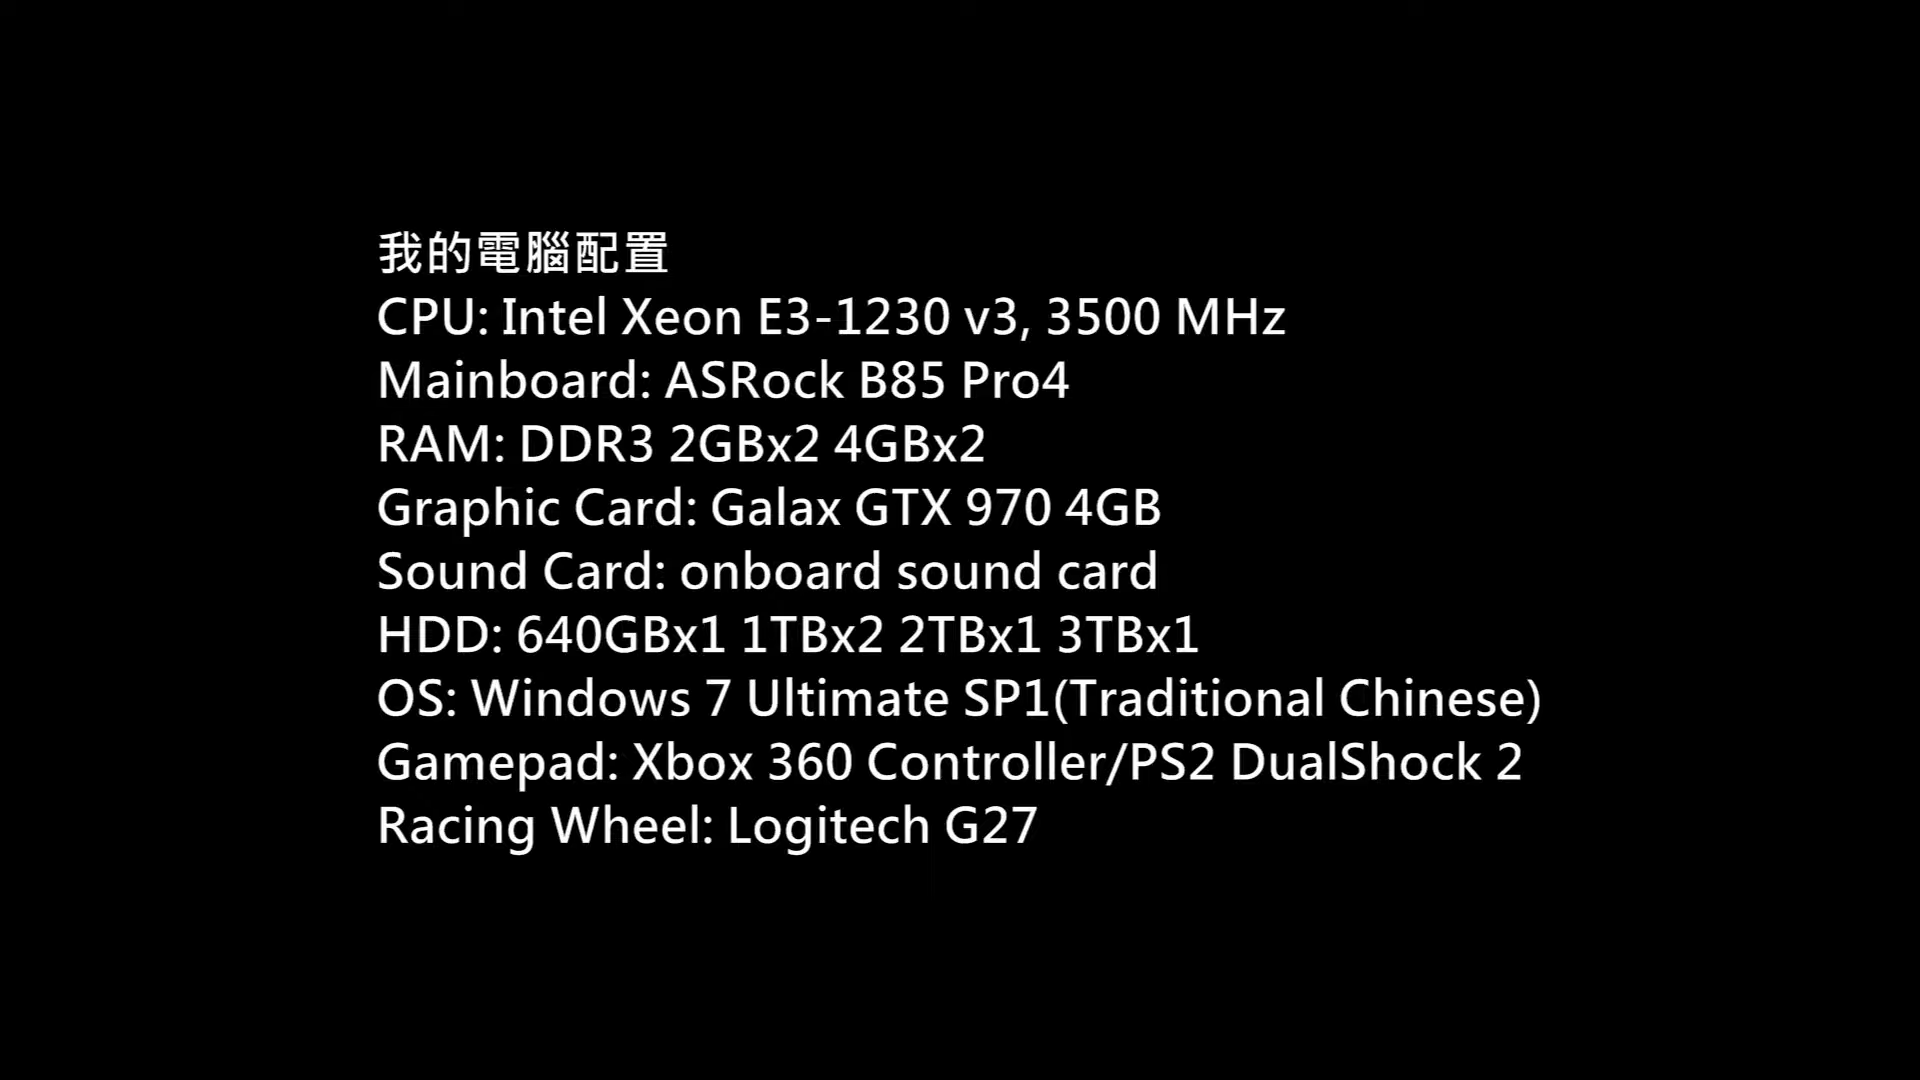 我的電腦配置
CPU: Intel Xeon E3-1230 v3, 3500 MHz
Mainboard: ASRock B85 Pro4
RAM: DDR3 2GBx2 4GBx2
Graphic Card: Galax GTX 970 4GB
Sound Card: onboard sound card
HDD: 640GBx1 1TBx2 2TBx1 3TBx1
OS: Windows 7 Ultimate SP1(Traditional Chinese)
Gamepad: Xbox 360 Controller/PS2 DualShock 2
Racing Wheel: Logitech G27